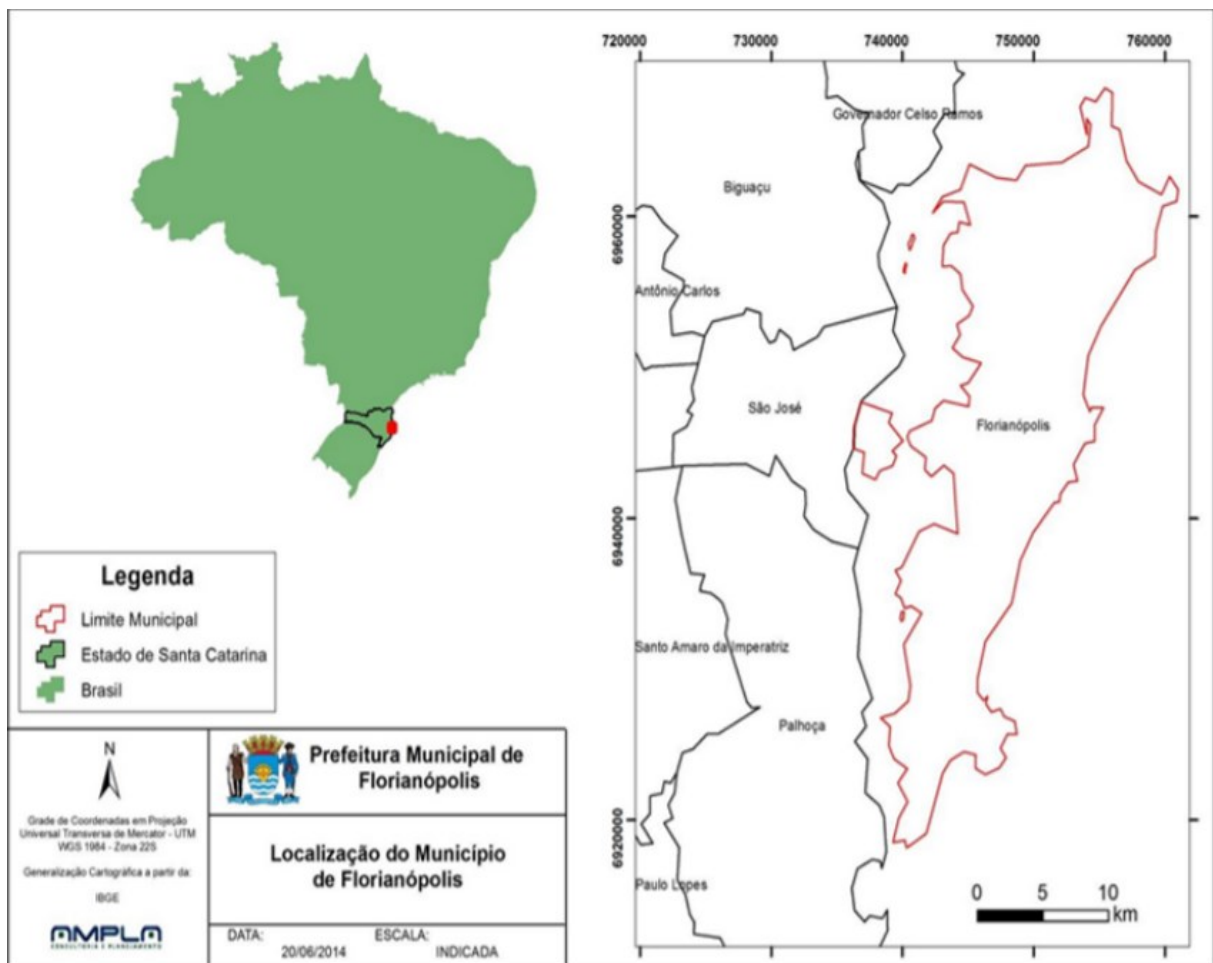 720000
730000
740000
750000
760000
6960000
6940000
6920000
Governador Celso Ramos
Biguaçu
Antônio Carlos
São José
Florianópolis
Santo Amaro da Imperatriz
Palhoça
Paulo Lopes
0 5 10
km
Legenda
Limite Municipal
Estado de Santa Catarina
Brasil
N
Grade de Coordenadas em Projeção
Universal Transversa de Mercator - UTM
WGS 1984 - Zona 22S
Generalização Cartográfica a partir da:
IBGE
AMPLA
CONSULTORIA E PLANEJAMENTO
Prefeitura Municipal de
Florianópolis
Localização do Município
de Florianópolis
DATA:
20/06/2014
ESCALA:
INDICADA